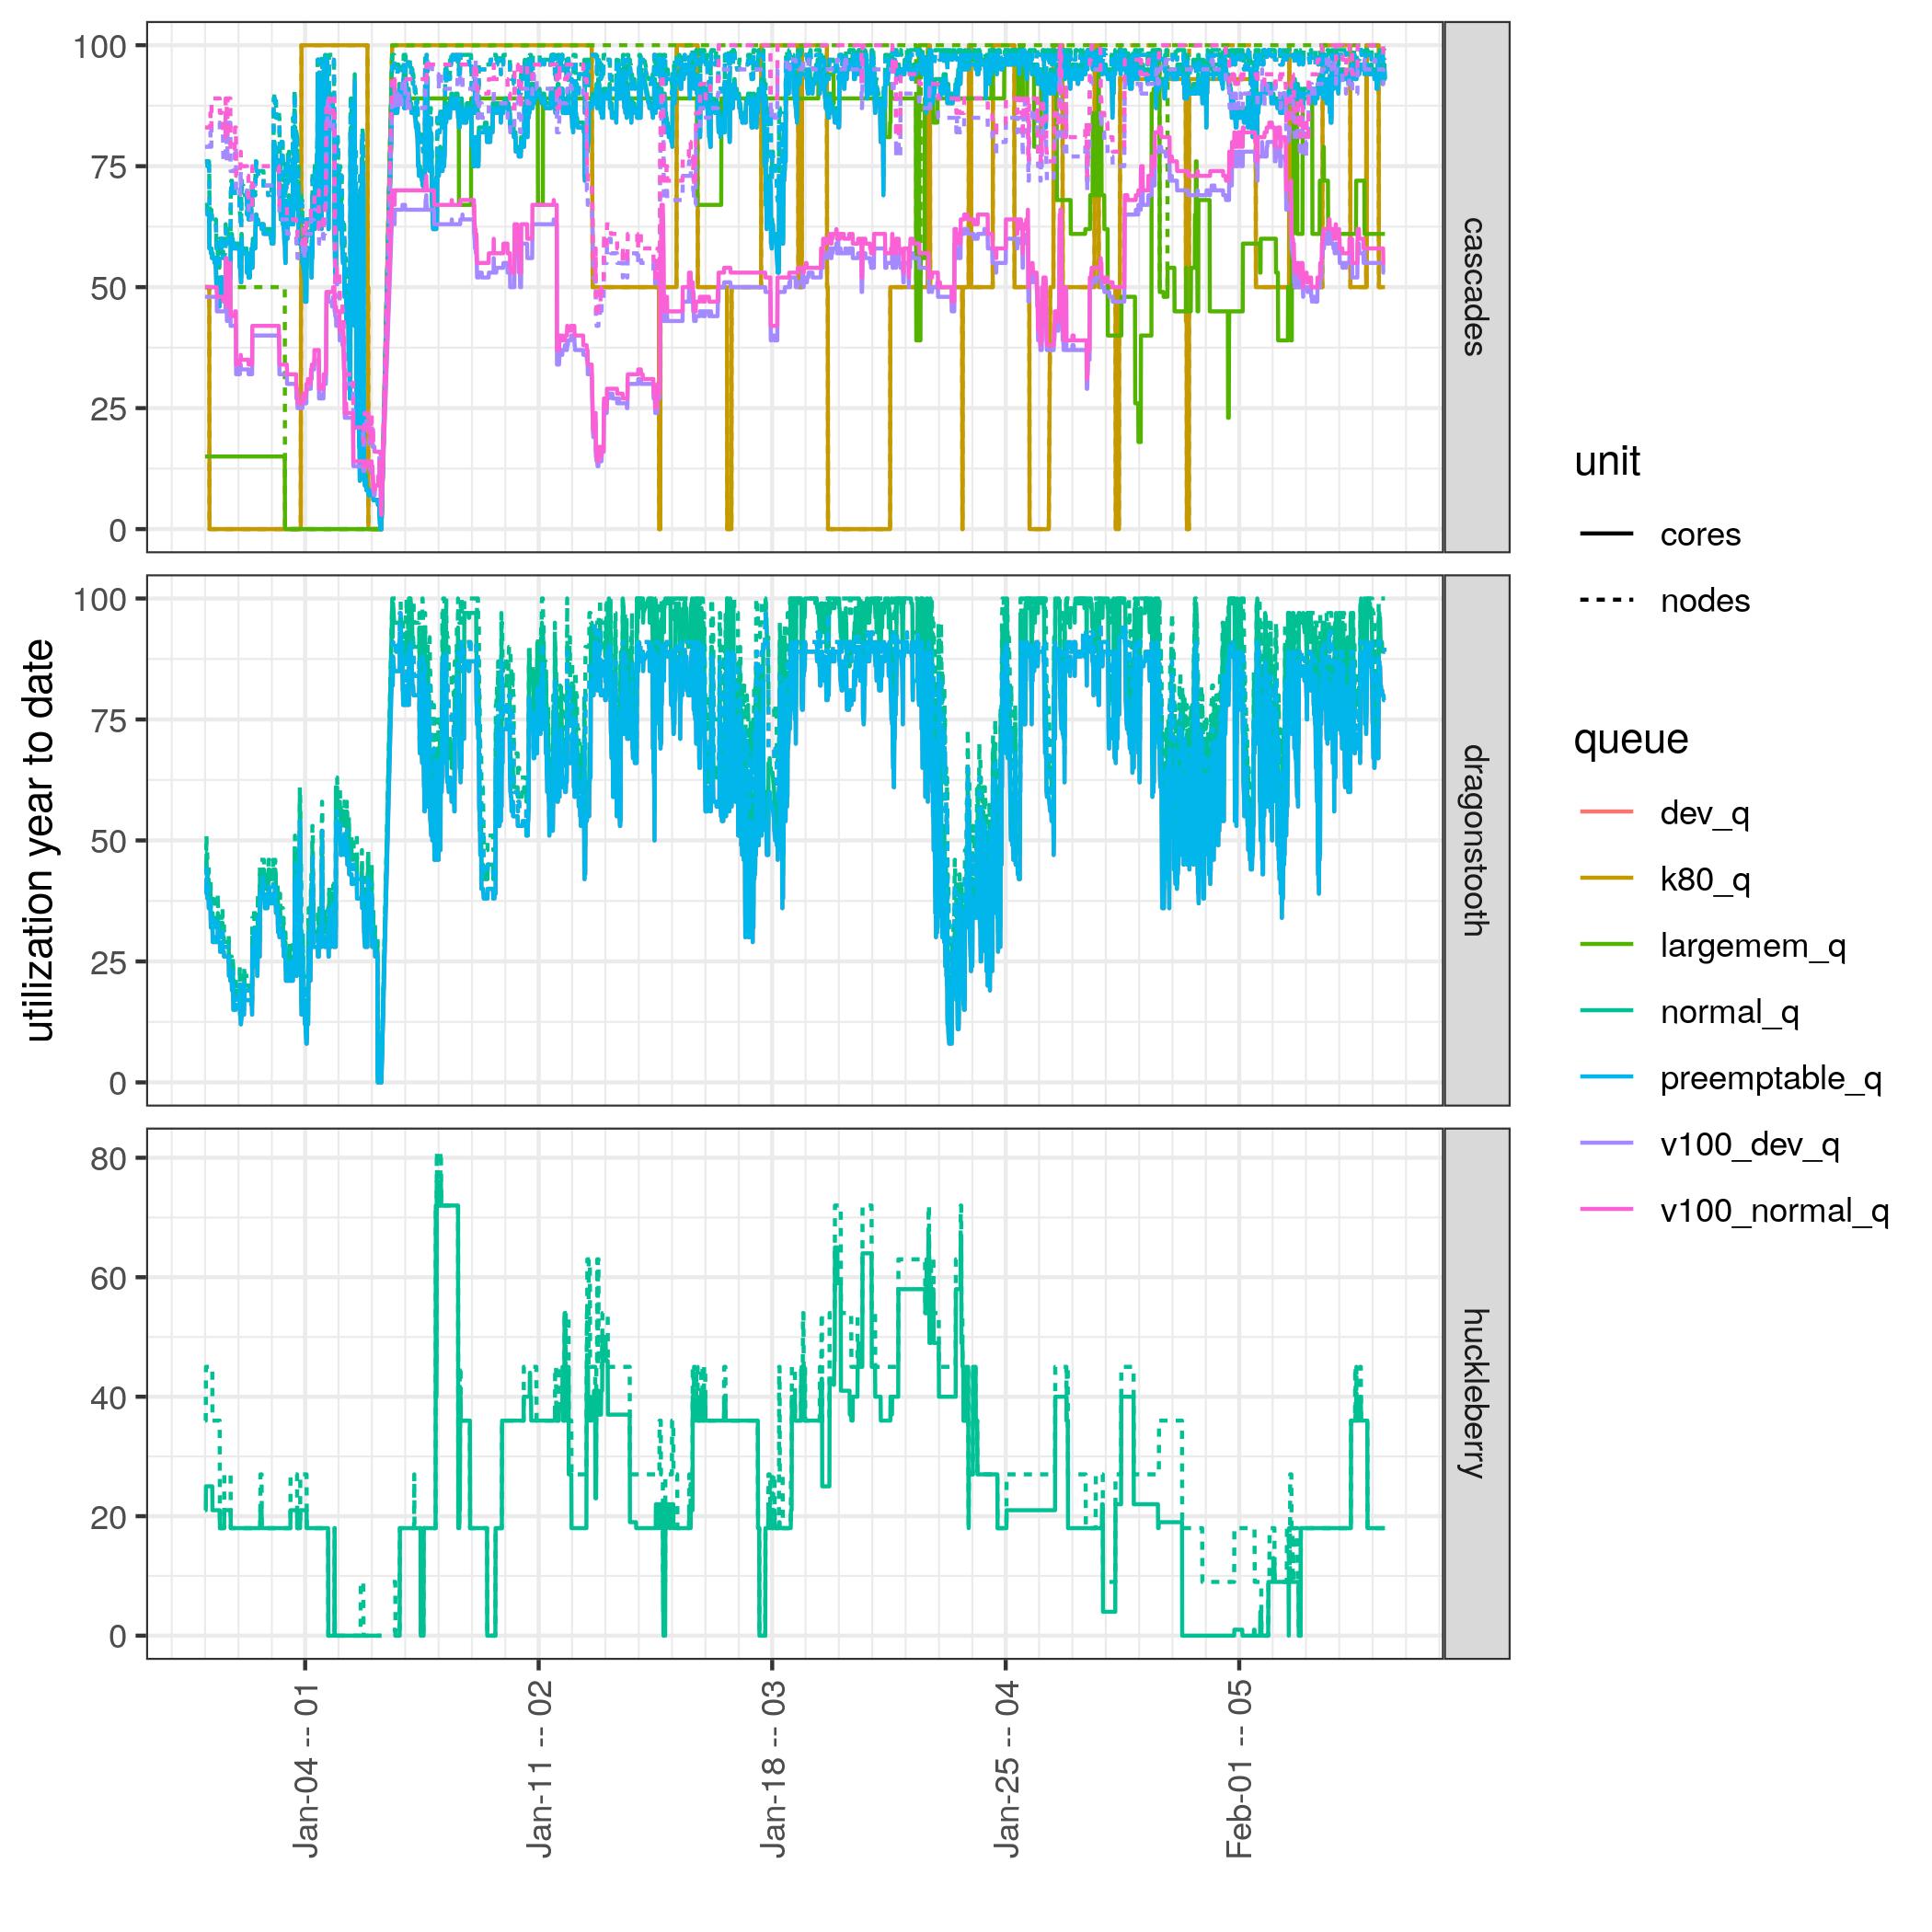 utilization year to date
100
75
50
25
0
cascades
100
75
50
25
0
dragonstooth
80
60
40
20
0
huckleberry
Jan-04 -- 01
Jan-11 -- 02
Jan-18 -- 03
Jan-25 -- 04
Feb-01 -- 05
unit
cores
nodes
queue
dev_q
k80_q
largemem_q
normal_q
preemptable_q
v100_dev_q
v100_normal_q